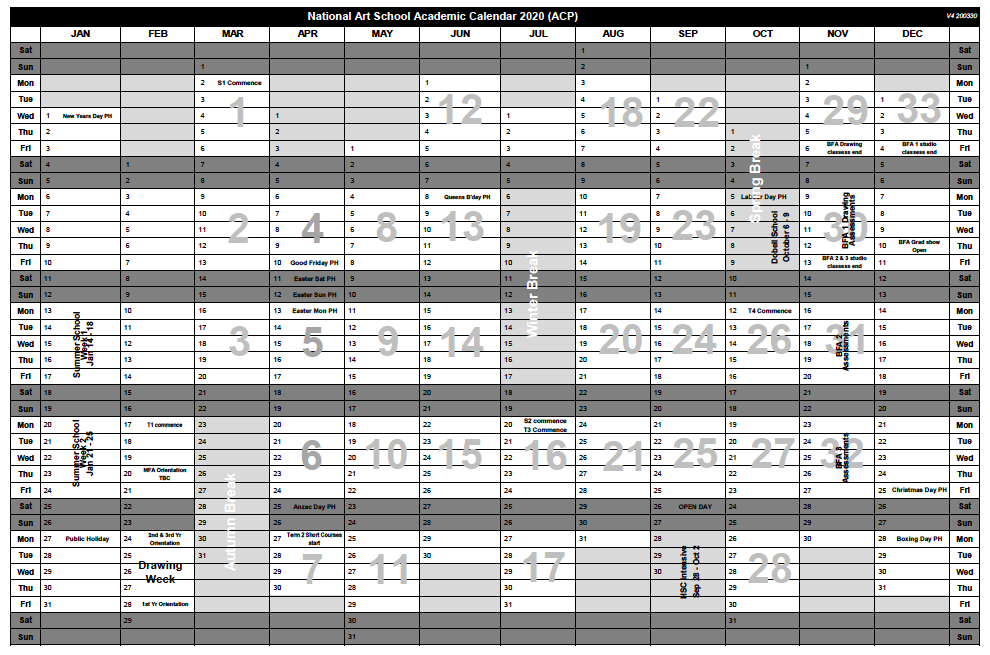 National Art School Academic Calendar 2020 (ACP) V4 200330
JAN FEB MAR APR MAY JUN JUL AUG SEP OCT NOV DEC
Sat 1 Sat
Sun 1 2 1 Sun
Mon 2 S1 Commence 1 3 2 Mon
Tue 3 2 4 1 3 1 Tue
1 12 18 22 29 33
Wed 1 New Years Day PH 4 1 3 1 5 2 4 2 Wed
Thu 2 5 2 4 2 6 3 1 5 3 Thu
Fri 3 6 3 1 5 3 7 4 2 6 BFA Drawing 4 BFA 1 studio Fri
classess end classess end
Sat 4 1 7 4 2 6 4 8 5 3 7 5 Sat
Spring Break
Sun 5 2 8 5 3 7 5 9 6 4 8 6 Sun
Mon 6 3 9 6 4 8 Queens B'day PH 6 10 7 5 Labour Day PH 9 7 Mon
Tue 7 4 10 7 5 9 7 11 8 6 10 8 Tue
2 4 8 13 19 23 30
Dobell School
October 6 - 9
BFA 1 Drawing
Assessments
Wed 8 5 11 8 6 10 8 12 9 7 11 9 Wed
Thu 9 6 12 9 7 11 9 13 10 8 12 10 BFA Grad show Thu
Open
Fri 10 7 13 10 Good Friday PH 8 12 10 14 11 9 13 BFA 2 & 3 studio 11 Fri
classess end
Sat 11 8 14 11 Easter Sat PH 9 13 11 15 12 10 14 12 Sat
Winter Break
Sun 12 9 15 12 Easter Sun PH 10 14 12 16 13 11 15 13 Sun
Mon 13 10 16 13 Easter Mon PH 11 15 13 17 14 12 T4 Commence 16 14 Mon
Tue 14 11 17 14 12 16 14 18 15 13 17 15 Tue
Summer School
Week 1
Jan 14 - 18
3 5 9 14 20 24 26 31
BFA 2
Assessments
Wed 15 12 18 15 13 17 15 19 16 14 18 16 Wed
Thu 16 13 19 16 14 18 16 20 17 15 19 17 Thu
Fri 17 14 20 17 15 19 17 21 18 16 20 18 Fri
Sat 18 15 21 18 16 20 18 22 19 17 21 19 Sat
Sun 19 16 22 19 17 21 19 23 20 18 22 20 Sun
Mon 20 17 T1 commence 23 20 18 22 20 S2 commence 24 21 19 23 21 Mon
T3 Commence
Tue 21 18 24 21 19 23 21 25 22 20 24 22 Tue
Summer School
Week 2
Jan 21 - 25
6 10 15 16 21 25 27 32
BFA 3
Assessments
Wed 22 19 25 22 20 24 22 26 23 21 25 23 Wed
Thu 23 20 MFA Orientation 26 23 21 25 23 27 24 22 26 24 Thu
TBC
Fri 24 21 27 24 22 26 24 28 25 23 27 25 Christmas Day PH Fri
Autumn Break
Sat 25 22 28 25 Anzac Day PH 23 27 25 29 26 OPEN DAY 24 28 26 Sat
Sun 26 23 29 26 24 28 26 30 27 25 29 27 Sun
Mon 27 Public Holiday 24 2nd & 3rd Yr 30 27 Term 2 Short Courses 25 29 27 31 28 26 30 28 Boxing Day PH Mon
Orientation start
Tue 28 25 31 28 26 30 28 29 27 29 Tue
Drawing
Week
7 11 17 28
HSC Intensive
Sep 28 - Oct 2
Wed 29 26 29 27 29 30 28 30 Wed
Thu 30 27 30 28 30 29 31 Thu
Fri 31 28 1st Yr Orientation 29 31 30 Fri
Sat 29 30 31 Sat
Sun 31 Sun